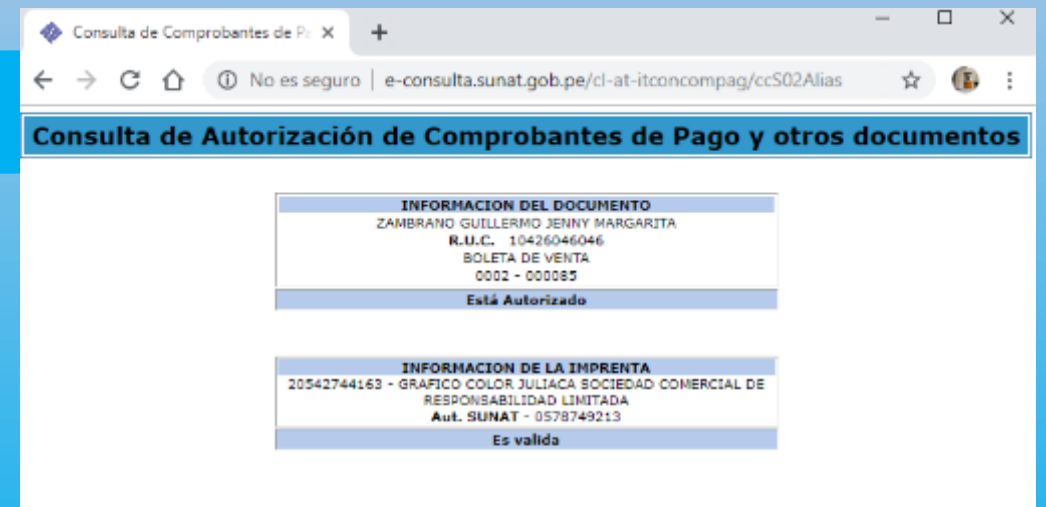 Consulta de Comprobantes de P
No es seguro | e-consulta.sunat.gob.pe/cl-at-itconcompag/ccS02Alias
Consulta de Autorización de Comprobantes de Pago y otros documentos
INFORMACION DEL DOCUMENTO
ZAMBRANO GUILLERMO JENNY MARGARITA
R.U.C. 10426046046
BOLETA DE VENTA
0002 - 000085
Está Autorizado
INFORMACION DE LA IMPRENTA
20542744163 - GRAFICO COLOR JULIACA SOCIEDAD COMERCIAL DE
RESPONSABILIDAD LIMITADA
Aut. SUNAT - 0578749213
Es valida